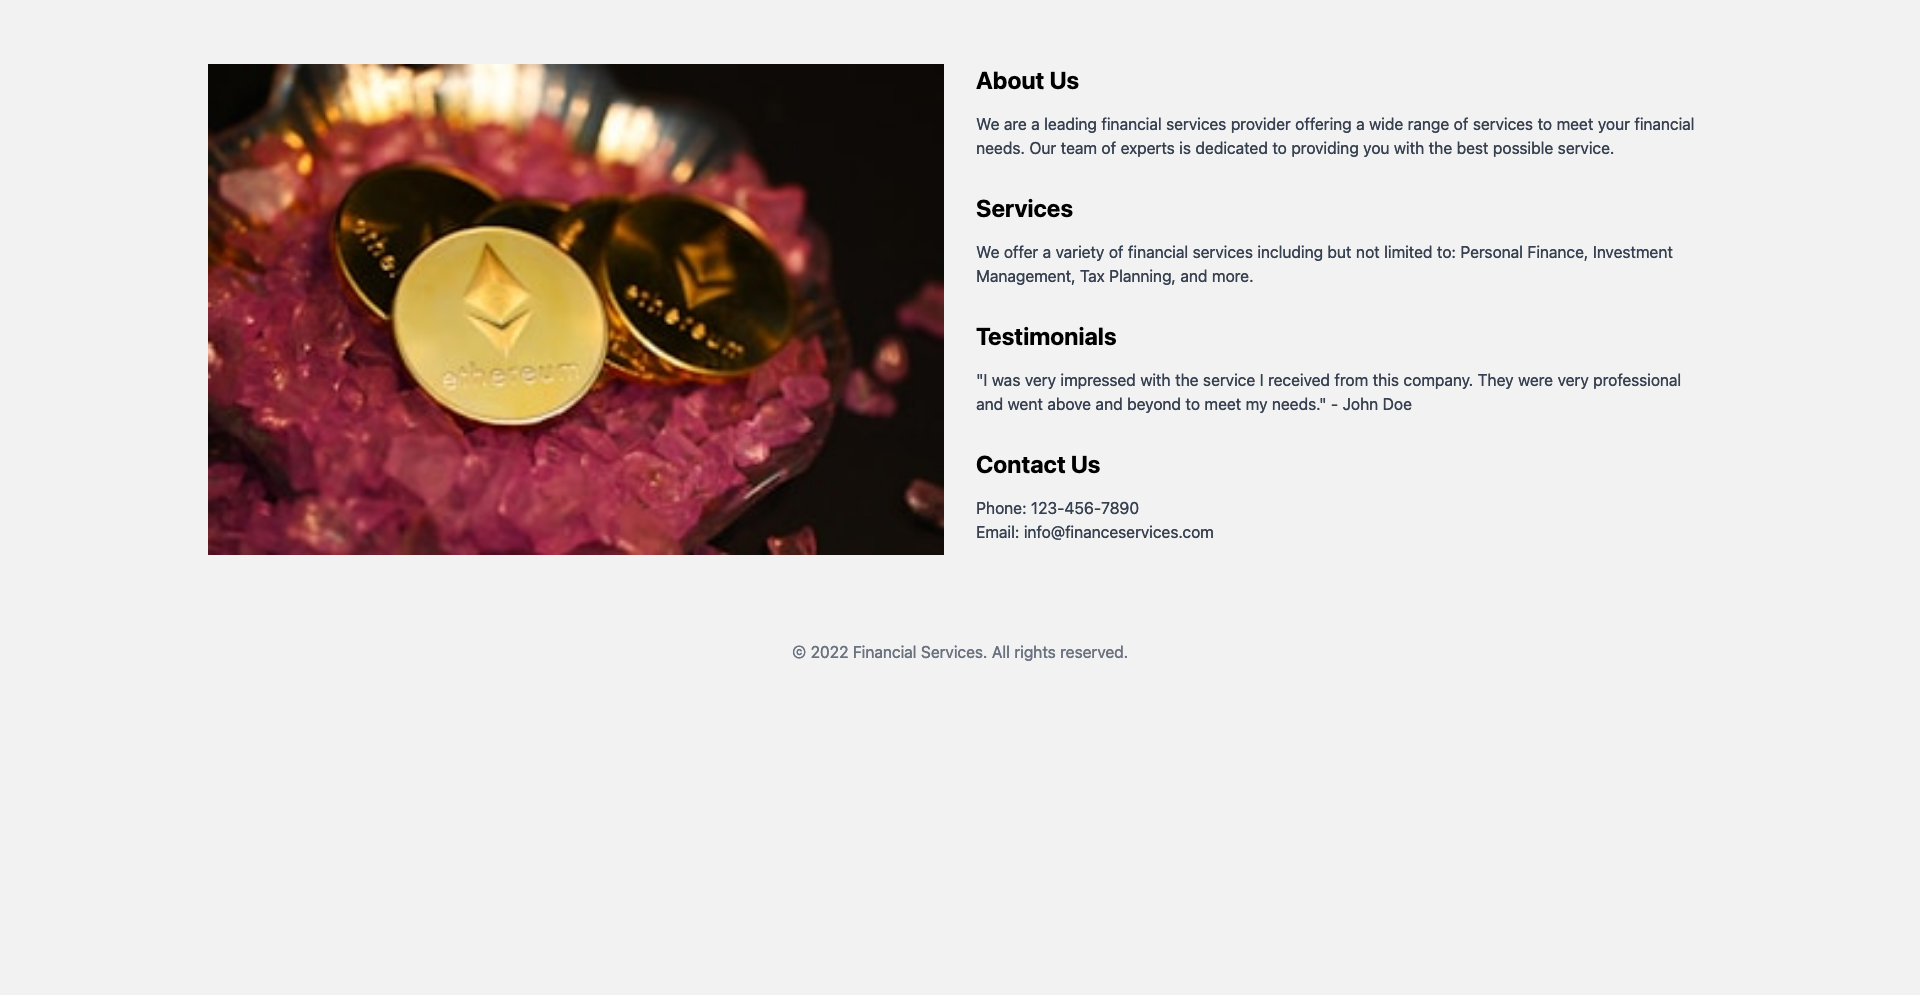 ethereum
ethereum
About Us
We are a leading financial services provider offering a wide range of services to meet your financial
needs. Our team of experts is dedicated to providing you with the best possible service.
Services
We offer a variety of financial services including but not limited to: Personal Finance, Investment
Management, Tax Planning, and more.
Testimonials
"I was very impressed with the service I received from this company. They were very professional
and went above and beyond to meet my needs." - John Doe
Contact Us
Phone: 123-456-7890
Email: info@financeservices.com
© 2022 Financial Services. All rights reserved.